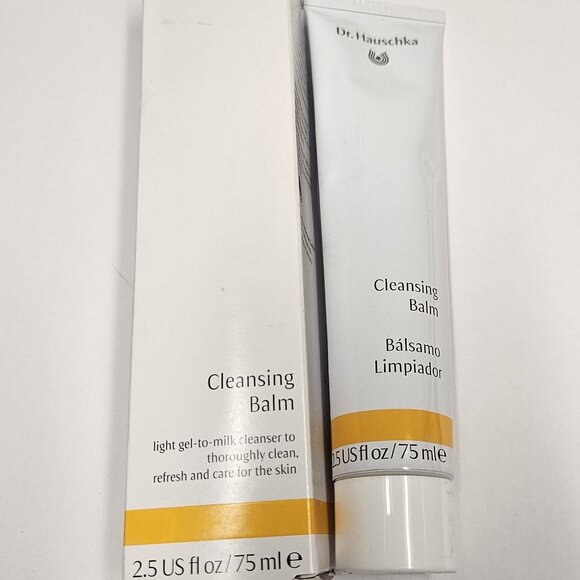 Cleansing
Balm
light gel-to-milk cleanser to
thoroughly clean,
refresh and care for the skin
2.5 US fl oz/75 ml e
Dr. Hauschka
Cleansing
Balm
Bálsamo
Limpiador
2.5 US fl oz/75 ml e